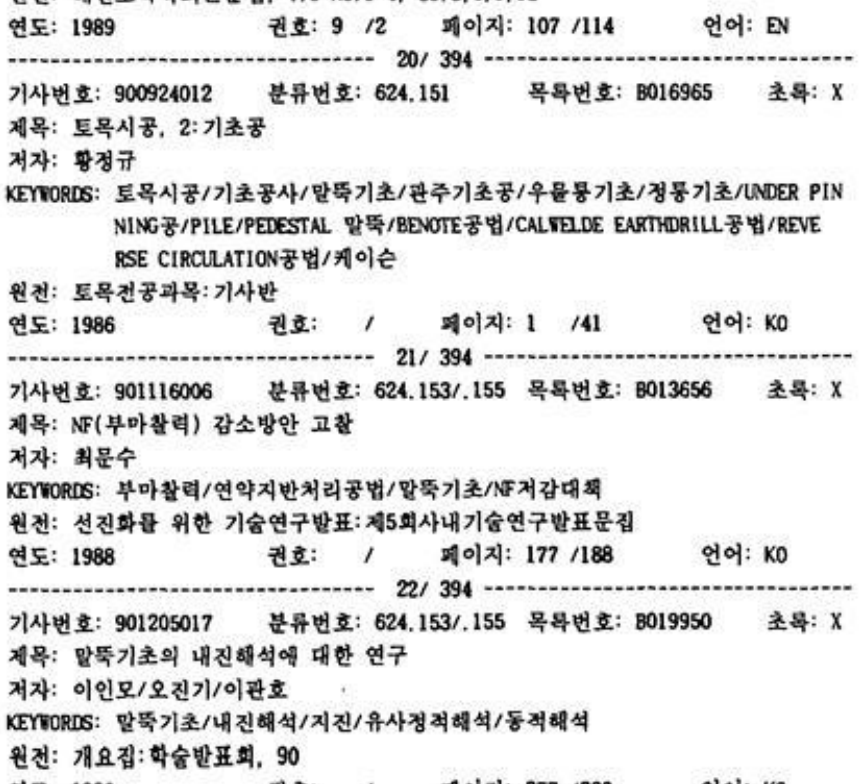 연도: 1989 권호: 9 /2 페이지: 107 /114 언어: EN
20/ 394
기사번호: 900924012 분류번호: 624.151 목록번호: B016965 초록: X
제목: 토목시공, 2:기초공
저자: 황정규
KEYWORDS: 토목시공/기초공사/말뚝기초/관주기초공/우물통기초/정통기초/UNDER PIN
NING공/PILE/PEDESTAL 말뚝/BENOTE공법/CALWELDE EARTHDRILL공법/REVE
RSE CIRCULATION공법/케이슨
원전: 토목전공과목:기사반
연도: 1986 권호: / 페이지: 1 /41 언어: KO
21/ 394
기사번호: 901116006 분류번호: 624.153/.155 목록번호: B013656 초록: X
제목: NF(부마찰력) 감소방안 고찰
저자: 최문수
KEYWORDS: 부마찰력/연약지반처리공법/말뚝기초/NF저감대책
원전: 선진화를 위한 기술연구발표:제5회사내기술연구발표문집
연도: 1988 권호: / 페이지: 177 /188 언어: KO
22/ 394
기사번호: 901205017 분류번호: 624.153/.155 목록번호: B019950 초록: X
제목: 말뚝기초의 내진해석에 대한 연구
저자: 이인모/오진기/이관호
KEYWORDS: 말뚝기초/내진해석/지진/유사정적해석/동적해석
원전: 개요집:학술발표회, 90